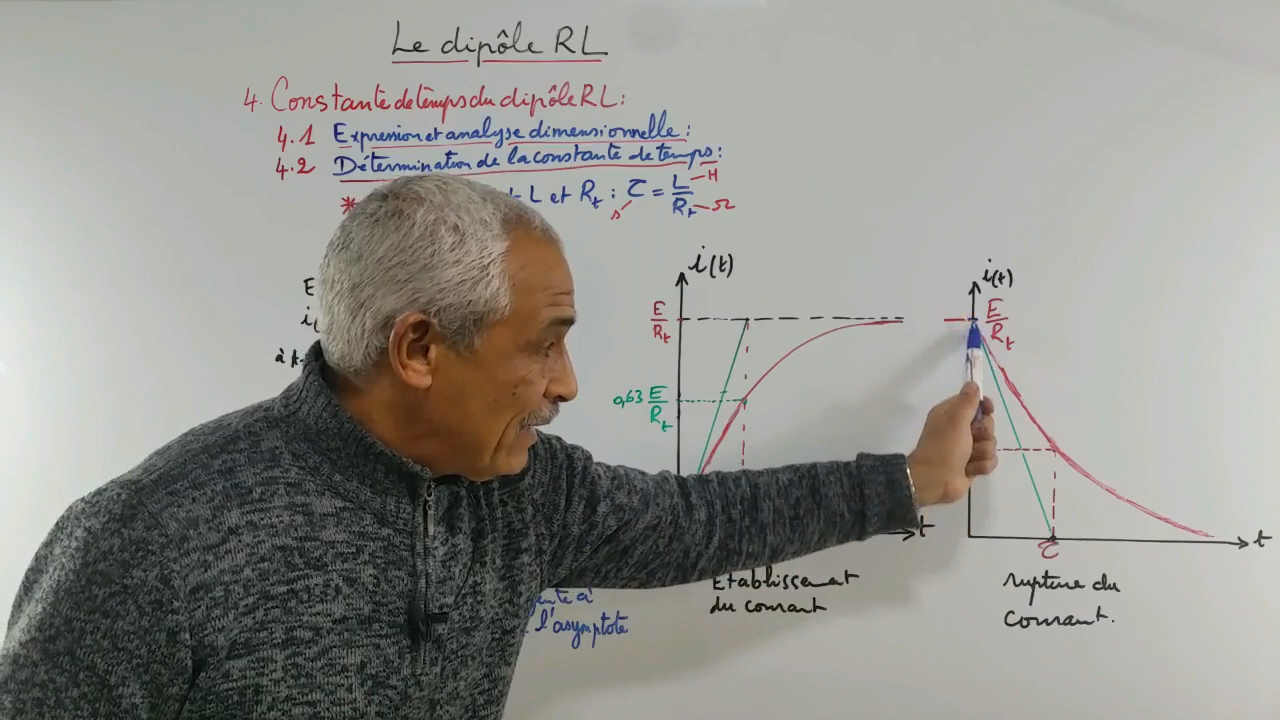 Le dipôle RL
4. Constante de temps du dipôle RL:
4.1 Expression et analyse dimensionnelle:
4.2 Détermination de la constante de temps:
* L et Rt : τ = L/Rt
H
s
Ω
E
i(
à t
i(t)
E/Rt
0,63 E/Rt
t
Etablissement
du courant
à
l'asymptote
i(t)
E/Rt
τ
t
rupture du
courant.